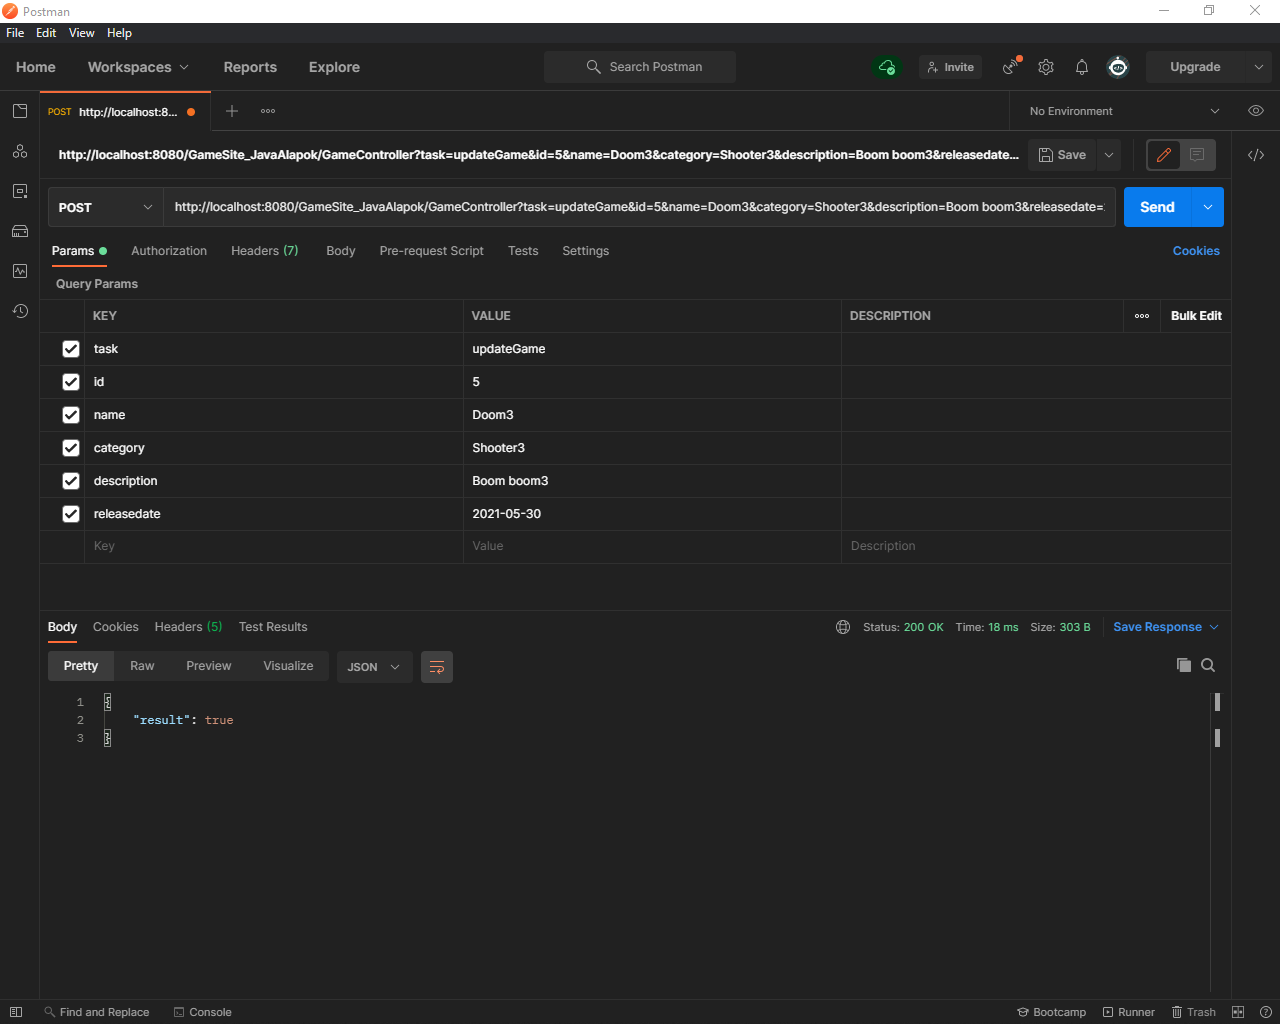 Postman
File Edit View Help
Home Workspaces Reports Explore Search Postman Invite Upgrade
POST http://localhost:8... No Environment
http://localhost:8080/GameSite_JavaAlapok/GameController?task=updateGame&id=5&name=Doom3&category=Shooter3&description=Boom boom3&releasedate... Save
POST http://localhost:8080/GameSite_JavaAlapok/GameController?task=updateGame&id=5&name=Doom3&category=Shooter3&description=Boom boom3&releasedate= Send
Params Authorization Headers (7) Body Pre-request Script Tests Settings Cookies
Query Params
KEY VALUE DESCRIPTION Bulk Edit
task updateGame
id 5
name Doom3
category Shooter3
description Boom boom3
releasedate 2021-05-30
Key Value Description
Body Cookies Headers (5) Test Results Status: 200 OK Time: 18 ms Size: 303 B Save Response
Pretty Raw Preview Visualize JSON
1 {
2 "result": true
3 }
Find and Replace Console Bootcamp Runner Trash